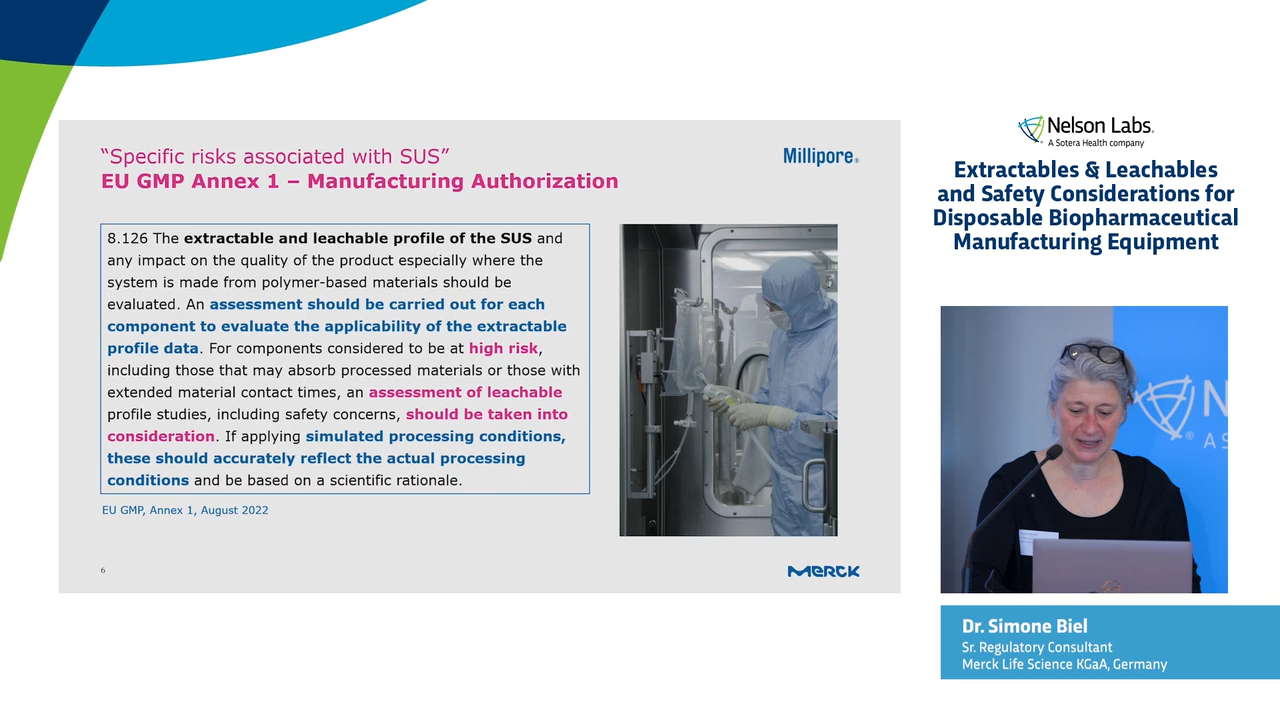 “Specific risks associated with SUS”
EU GMP Annex 1 – Manufacturing Authorization
Millipore®
8.126 The extractable and leachable profile of the SUS and
any impact on the quality of the product especially where the
system is made from polymer-based materials should be
evaluated. An assessment should be carried out for each
component to evaluate the applicability of the extractable
profile data. For components considered to be at high risk,
including those that may absorb processed materials or those with
extended material contact times, an assessment of leachable
profile studies, including safety concerns, should be taken into
consideration. If applying simulated processing conditions,
these should accurately reflect the actual processing
conditions and be based on a scientific rationale.
EU GMP, Annex 1, August 2022
6
MERCK
Nelson Labs.
A Sotera Health company
Extractables & Leachables
and Safety Considerations for
Disposable Biopharmaceutical
Manufacturing Equipment
N
AS
Dr. Simone Biel
Sr. Regulatory Consultant
Merck Life Science KGaA, Germany